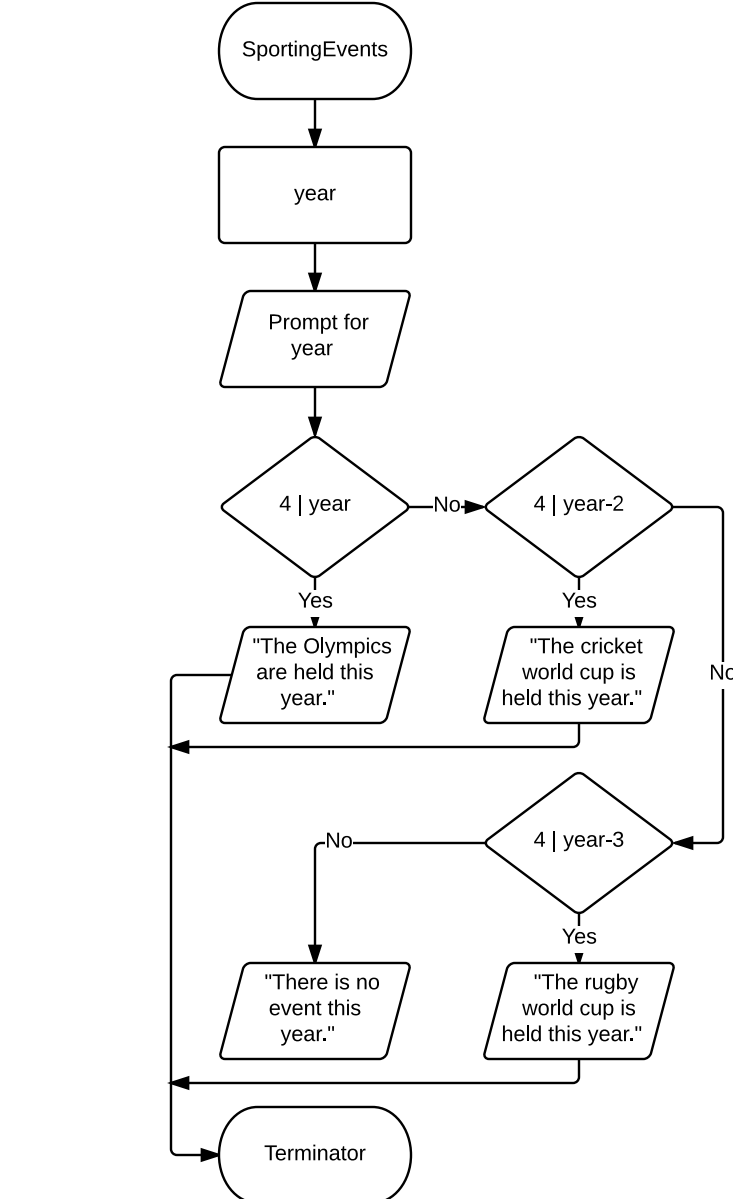 SportingEvents
year
Prompt for
year
4 | year
No
4 | year-2
Yes
Yes
"The Olympics
are held this
year."
"The cricket
world cup is
held this year."
No
4 | year-3
No
Yes
"There is no
event this
year."
"The rugby
world cup is
held this year."
Terminator